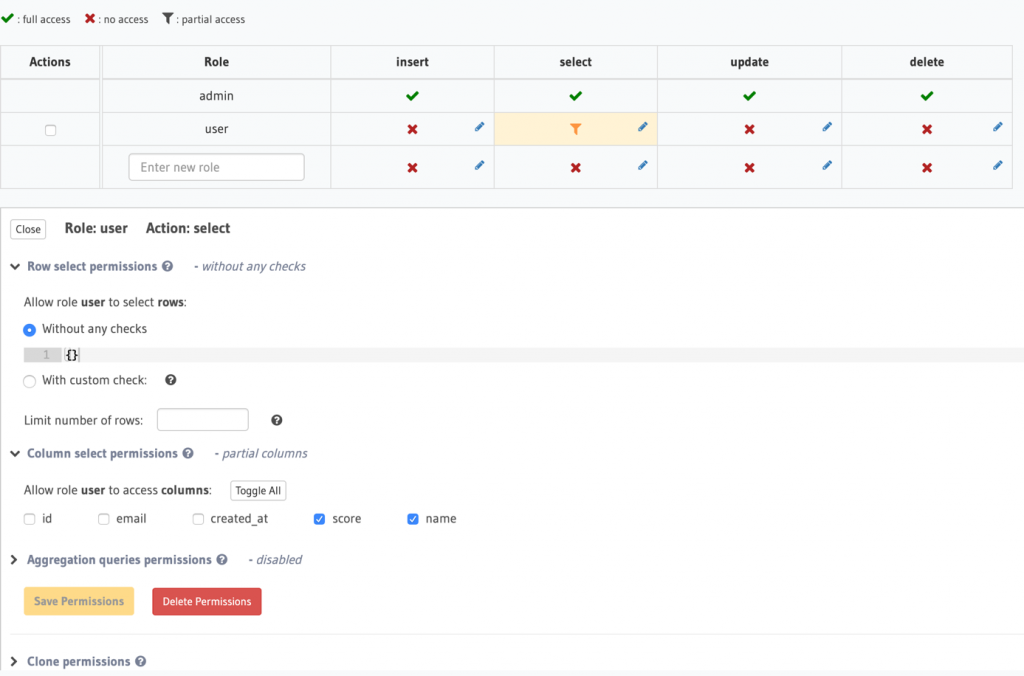 : full access : no access : partial access
Actions Role insert select update delete
admin
user
Enter new role
Close Role: user Action: select
Row select permissions - without any checks
Allow role user to select rows:
Without any checks
1 {}
With custom check:
Limit number of rows:
Column select permissions - partial columns
Allow role user to access columns: Toggle All
id email created_at score name
Aggregation queries permissions - disabled
Save Permissions Delete Permissions
Clone permissions